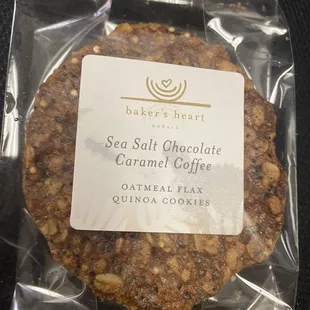 baker's heart
Sea Salt Chocolate
Caramel Coffee
OATMEAL FLAX
QUINOA COOKIES